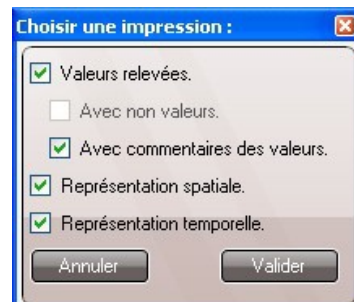 Choisir une impression :
Valeurs relevées.
Avec non valeurs.
Avec commentaires des valeurs.
Représentation spatiale.
Représentation temporelle.
Annuler
Valider